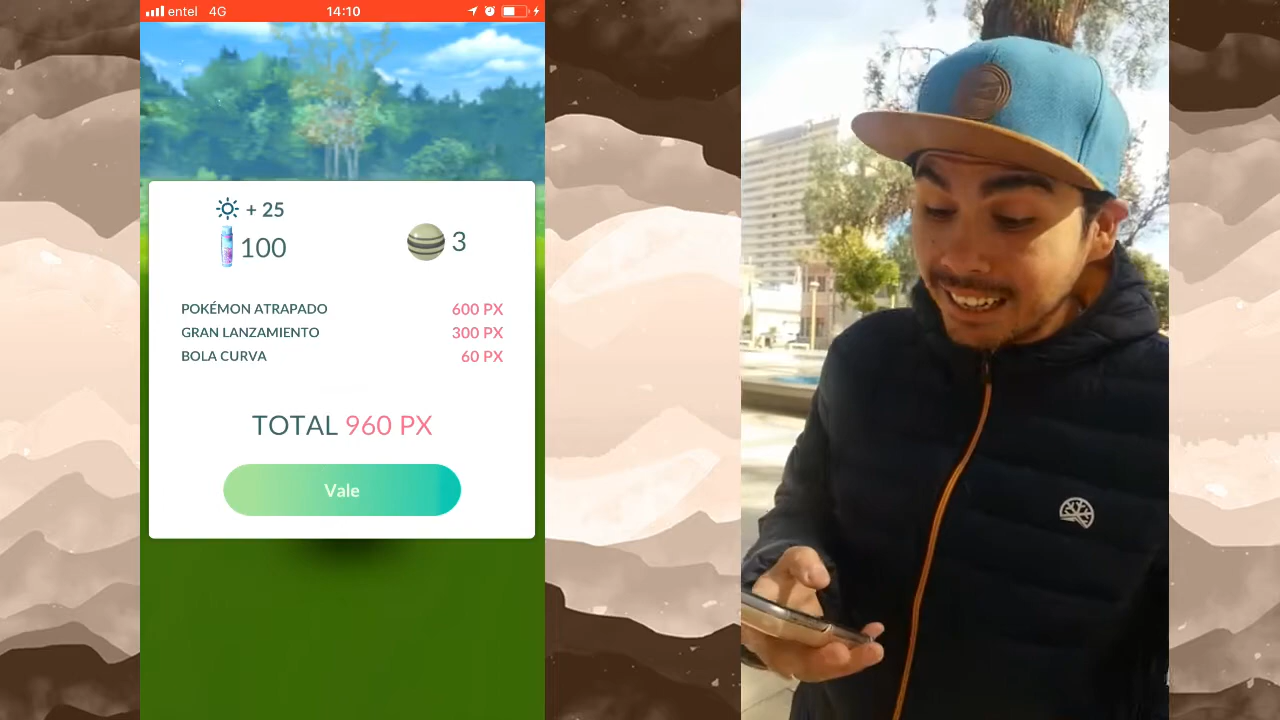 entel 4G 14:10
+ 25
100
3
POKÉMON ATRAPADO 600 PX
GRAN LANZAMIENTO 300 PX
BOLA CURVA 60 PX
TOTAL 960 PX
Vale